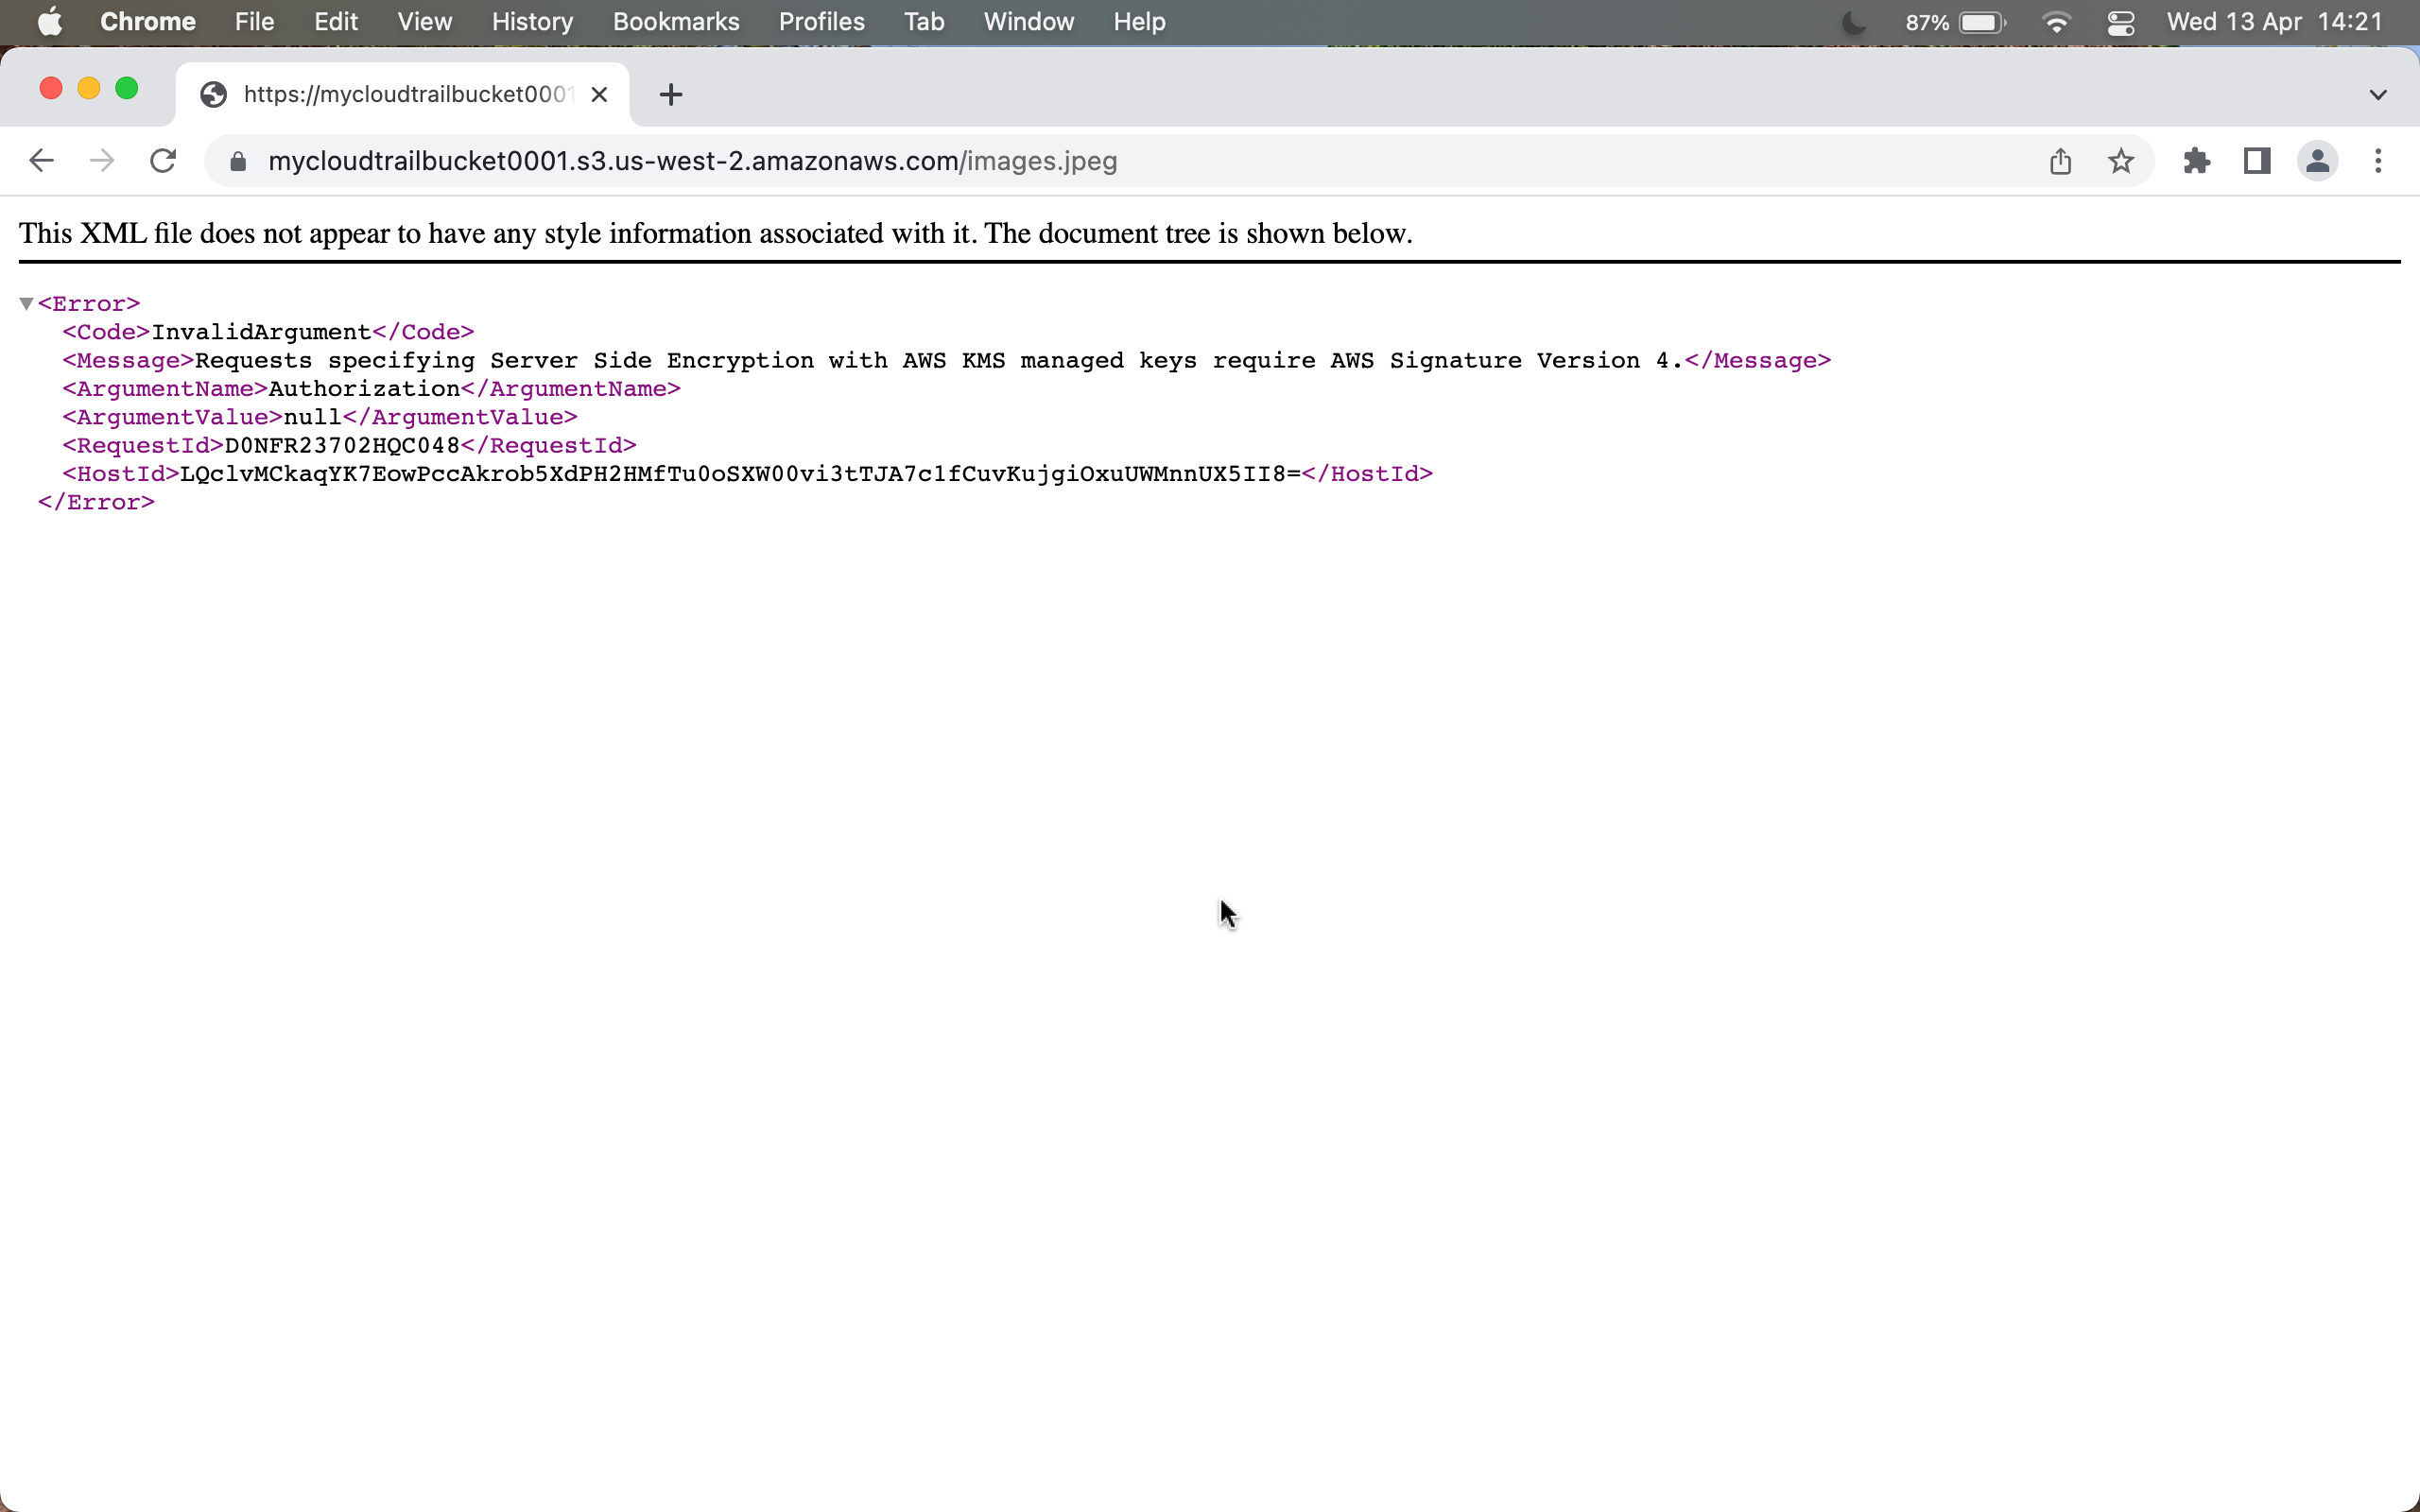 Chrome File Edit View History Bookmarks Profiles Tab Window Help 87% Wed 13 Apr 14:21
https://mycloudtrailbucket0001
mycloudtrailbucket0001.s3.us-west-2.amazonaws.com/images.jpeg
This XML file does not appear to have any style information associated with it. The document tree is shown below.
<Error>
<Code>InvalidArgument</Code>
<Message>Requests specifying Server Side Encryption with AWS KMS managed keys require AWS Signature Version 4.</Message>
<ArgumentName>Authorization</ArgumentName>
<ArgumentValue>null</ArgumentValue>
<RequestId>D0NFR23702HQC048</RequestId>
<HostId>LQclvMCkaqYK7EowPccAkrob5XdPH2HMfTu0oSXW00vi3tTJA7c1fCuvKujgiOxuUWMnnUX5II8=</HostId>
</Error>